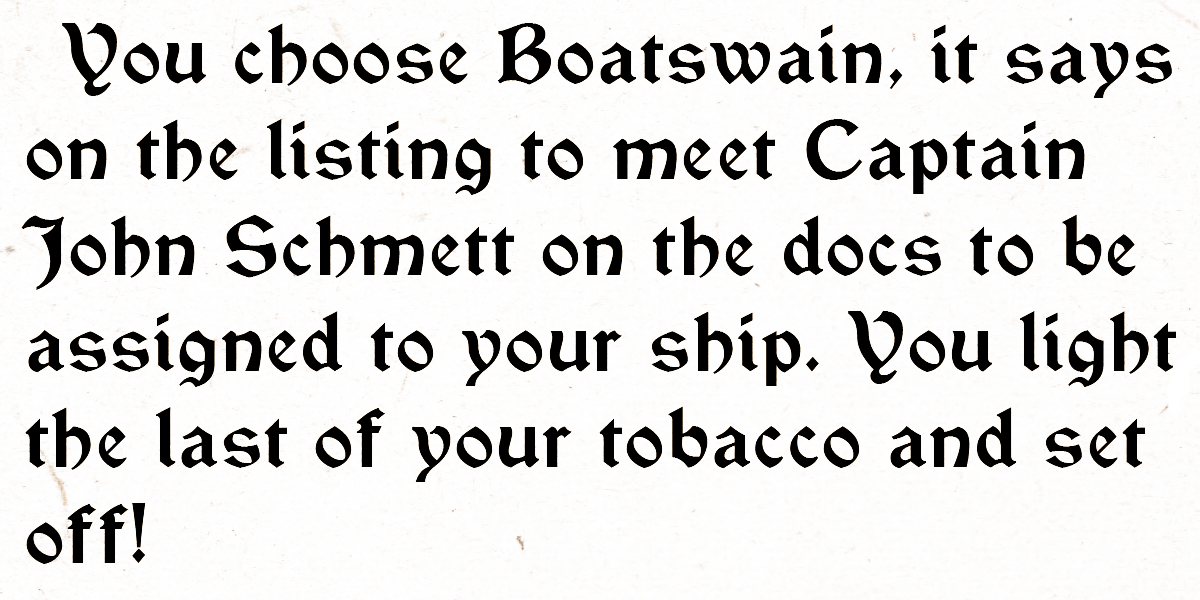 You choose Boatswain, it says
on the listing to meet Captain
John Schmett on the docs to be
assigned to your ship. You light
the last of your tobacco and set
off!